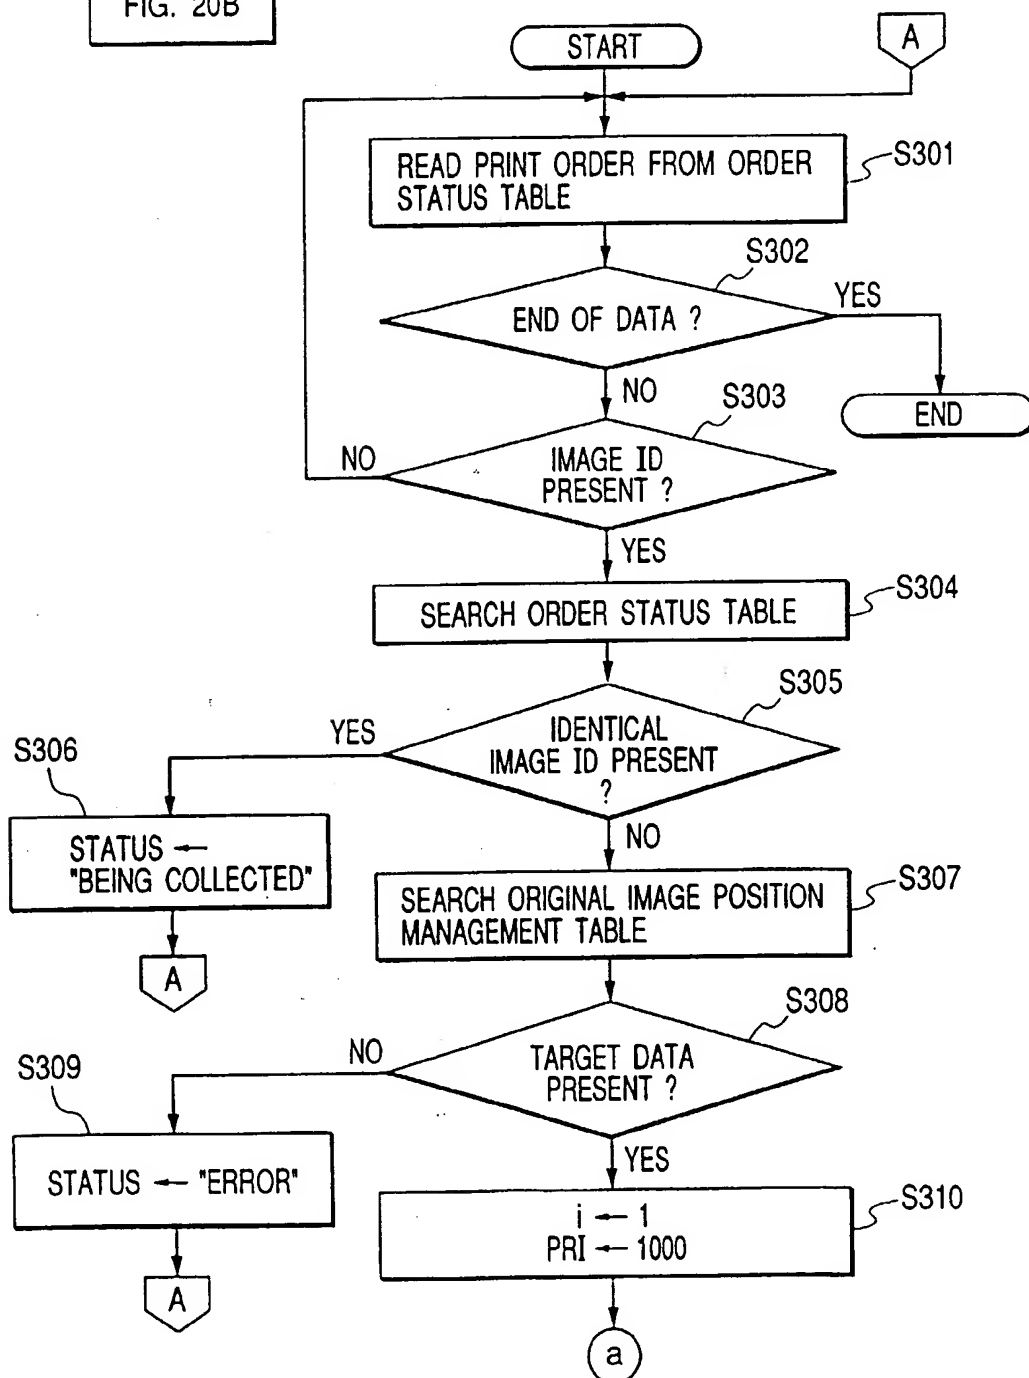 FIG. 20B
START
A
READ PRINT ORDER FROM ORDER
STATUS TABLE
S301
S302
END OF DATA ?
YES
NO
END
S303
NO
IMAGE ID
PRESENT ?
YES
S304
SEARCH ORDER STATUS TABLE
S305
YES
IDENTICAL
IMAGE ID PRESENT
?
S306
NO
STATUS ←
"BEING COLLECTED"
S307
SEARCH ORIGINAL IMAGE POSITION
MANAGEMENT TABLE
A
S308
NO
TARGET DATA
PRESENT ?
S309
YES
STATUS ← "ERROR"
S310
i ← 1
PRI ← 1000
A
a